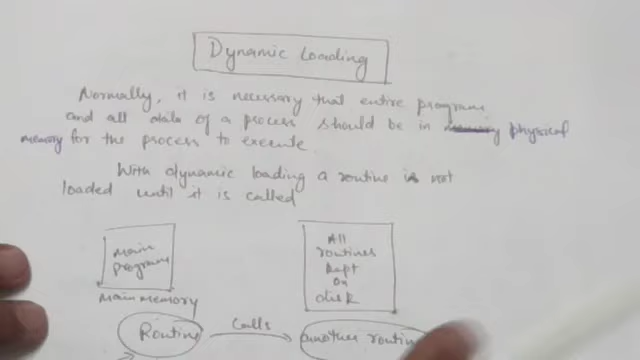 Dynamic Loading
Normally, it is necessary that entire program
and all data of a process should be in physical
memory for the process to execute
With dynamic loading a routine is not
loaded until it is called
Main
Program
Main memory
All
routines
kept
on
disk
Routine
Calls
another routine